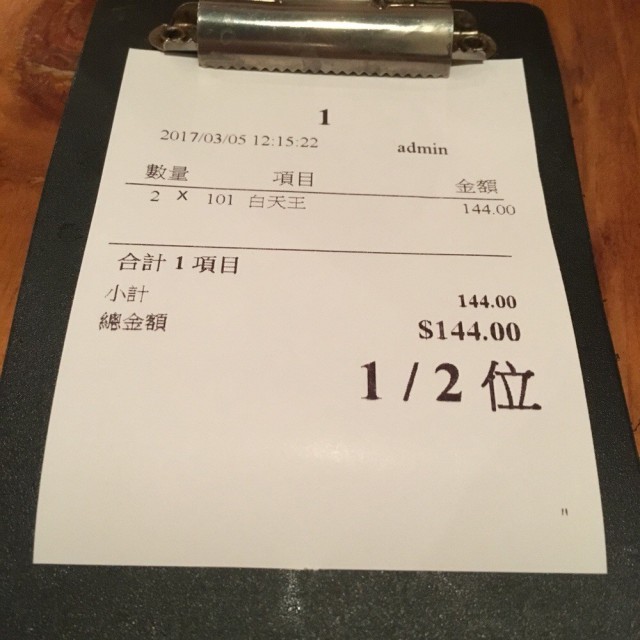 1
2017/03/05 12:15:22 admin
數量 項目 金額
2 X 101 白天王 144.00
合計 1 項目
小計 144.00
總金額 $144.00
1 / 2 位
"